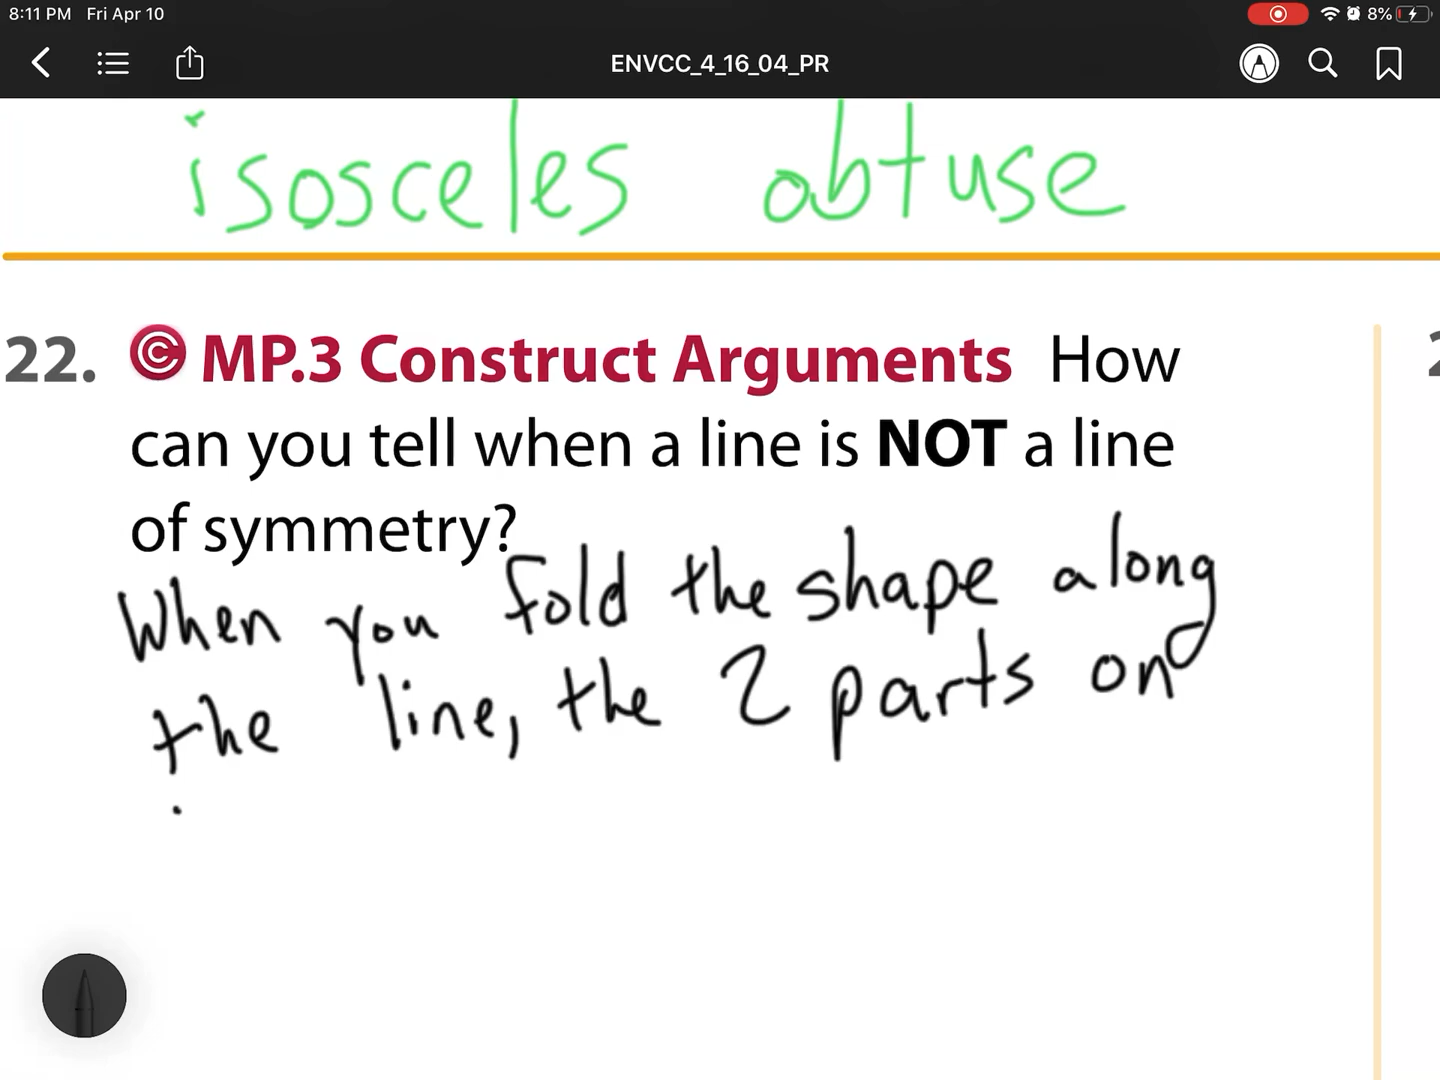 8:11 PM Fri Apr 10
8%
ENVCC_4_16_04_PR
isosceles obtuse
22. © MP.3 Construct Arguments How
can you tell when a line is NOT a line
of symmetry?
When you fold the shape along
the line, the 2 parts on